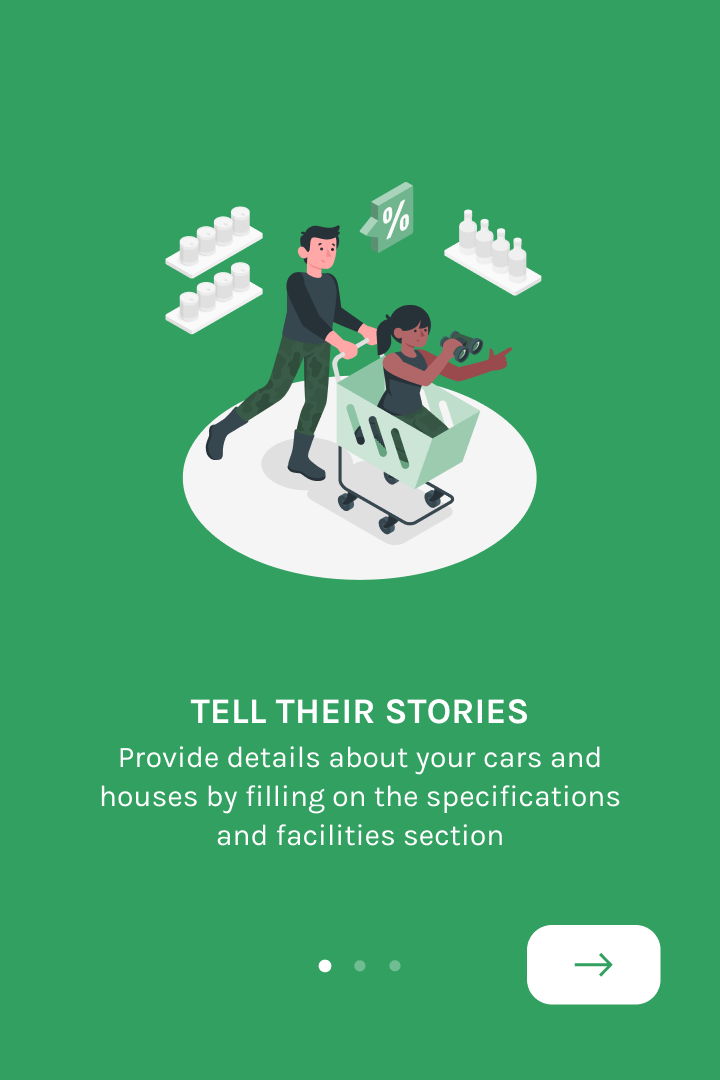 %
TELL THEIR STORIES
Provide details about your cars and
houses by filling on the specifications
and facilities section